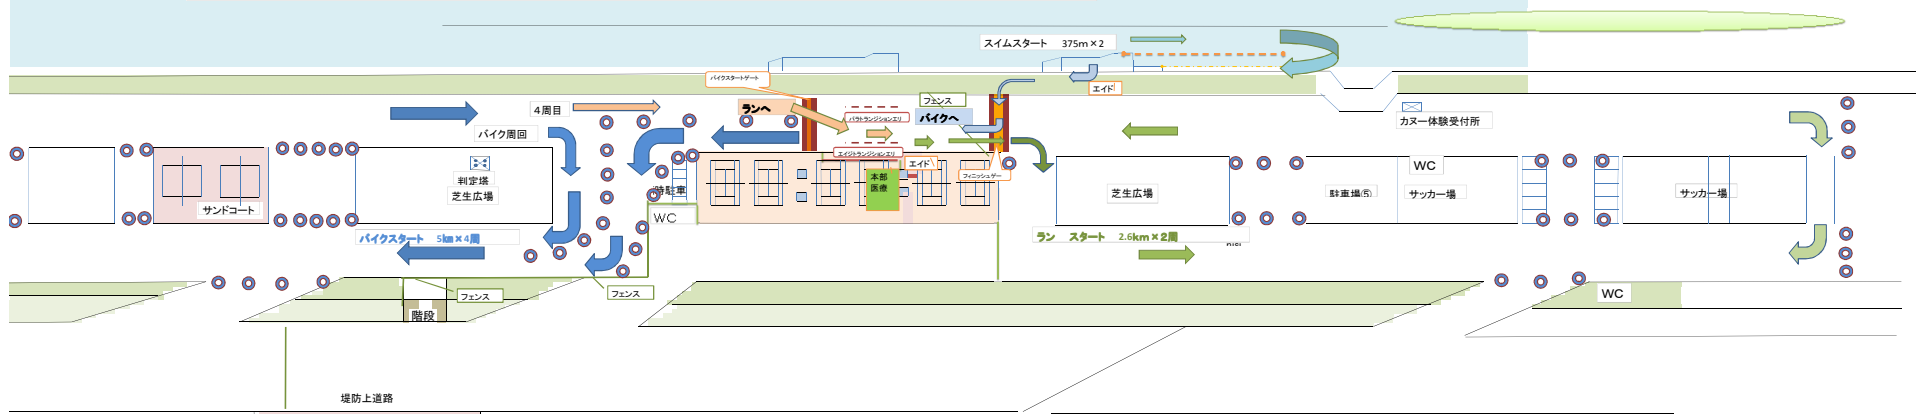 スイムスタート　375m×2
バイクスタートゲート
エイド
4周目
ランへ
フェンス
バイクへ
パラトランジションエリ
カヌー体験受付所
バイク周回
エイジトランジションエリ
エイド
フィニッシュゲー
本部
医療
判定塔
芝生広場
サンドコート
時駐車
WC
芝生広場
WC
駐車場⑤
サッカー場
サッカー場
バイクスタート　5km×4周
ラン　スタート　2.6km×2周
フェンス
フェンス
WC
階段
堤防上道路